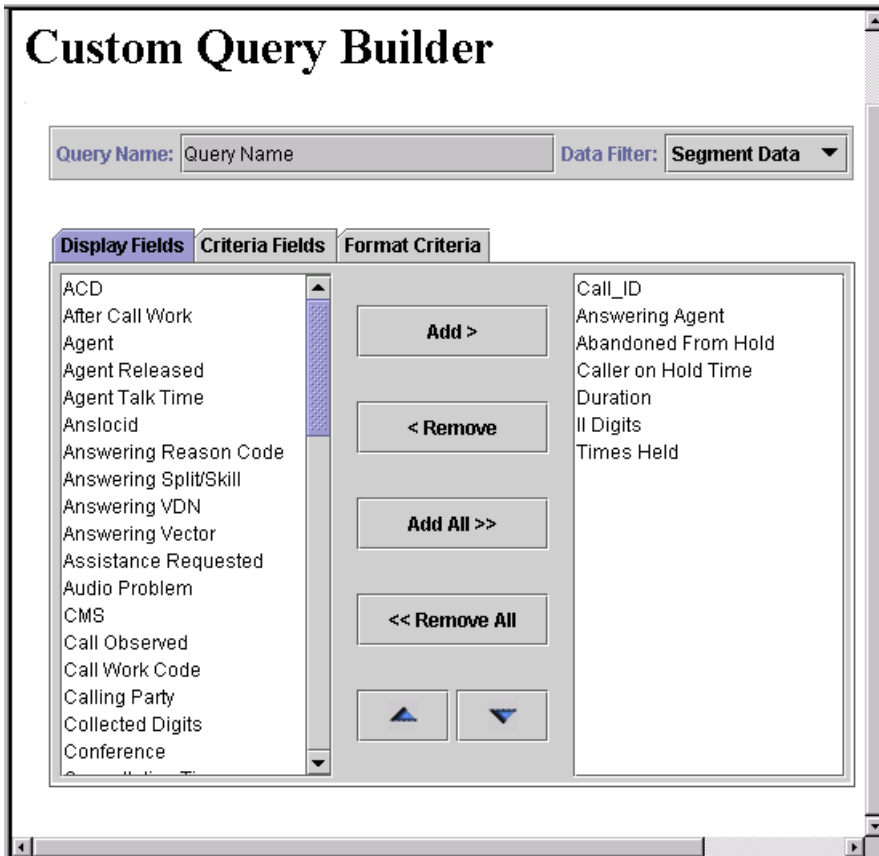 Custom Query Builder
Query Name: Query Name Data Filter: Segment Data
Display Fields Criteria Fields Format Criteria
ACD
After Call Work
Agent
Agent Released
Agent Talk Time
Anslocid
Answering Reason Code
Answering Split/Skill
Answering VDN
Answering Vector
Assistance Requested
Audio Problem
CMS
Call Observed
Call Work Code
Calling Party
Collected Digits
Conference
Add >
< Remove
Add All >>
<< Remove All
Call_ID
Answering Agent
Abandoned From Hold
Caller on Hold Time
Duration
II Digits
Times Held